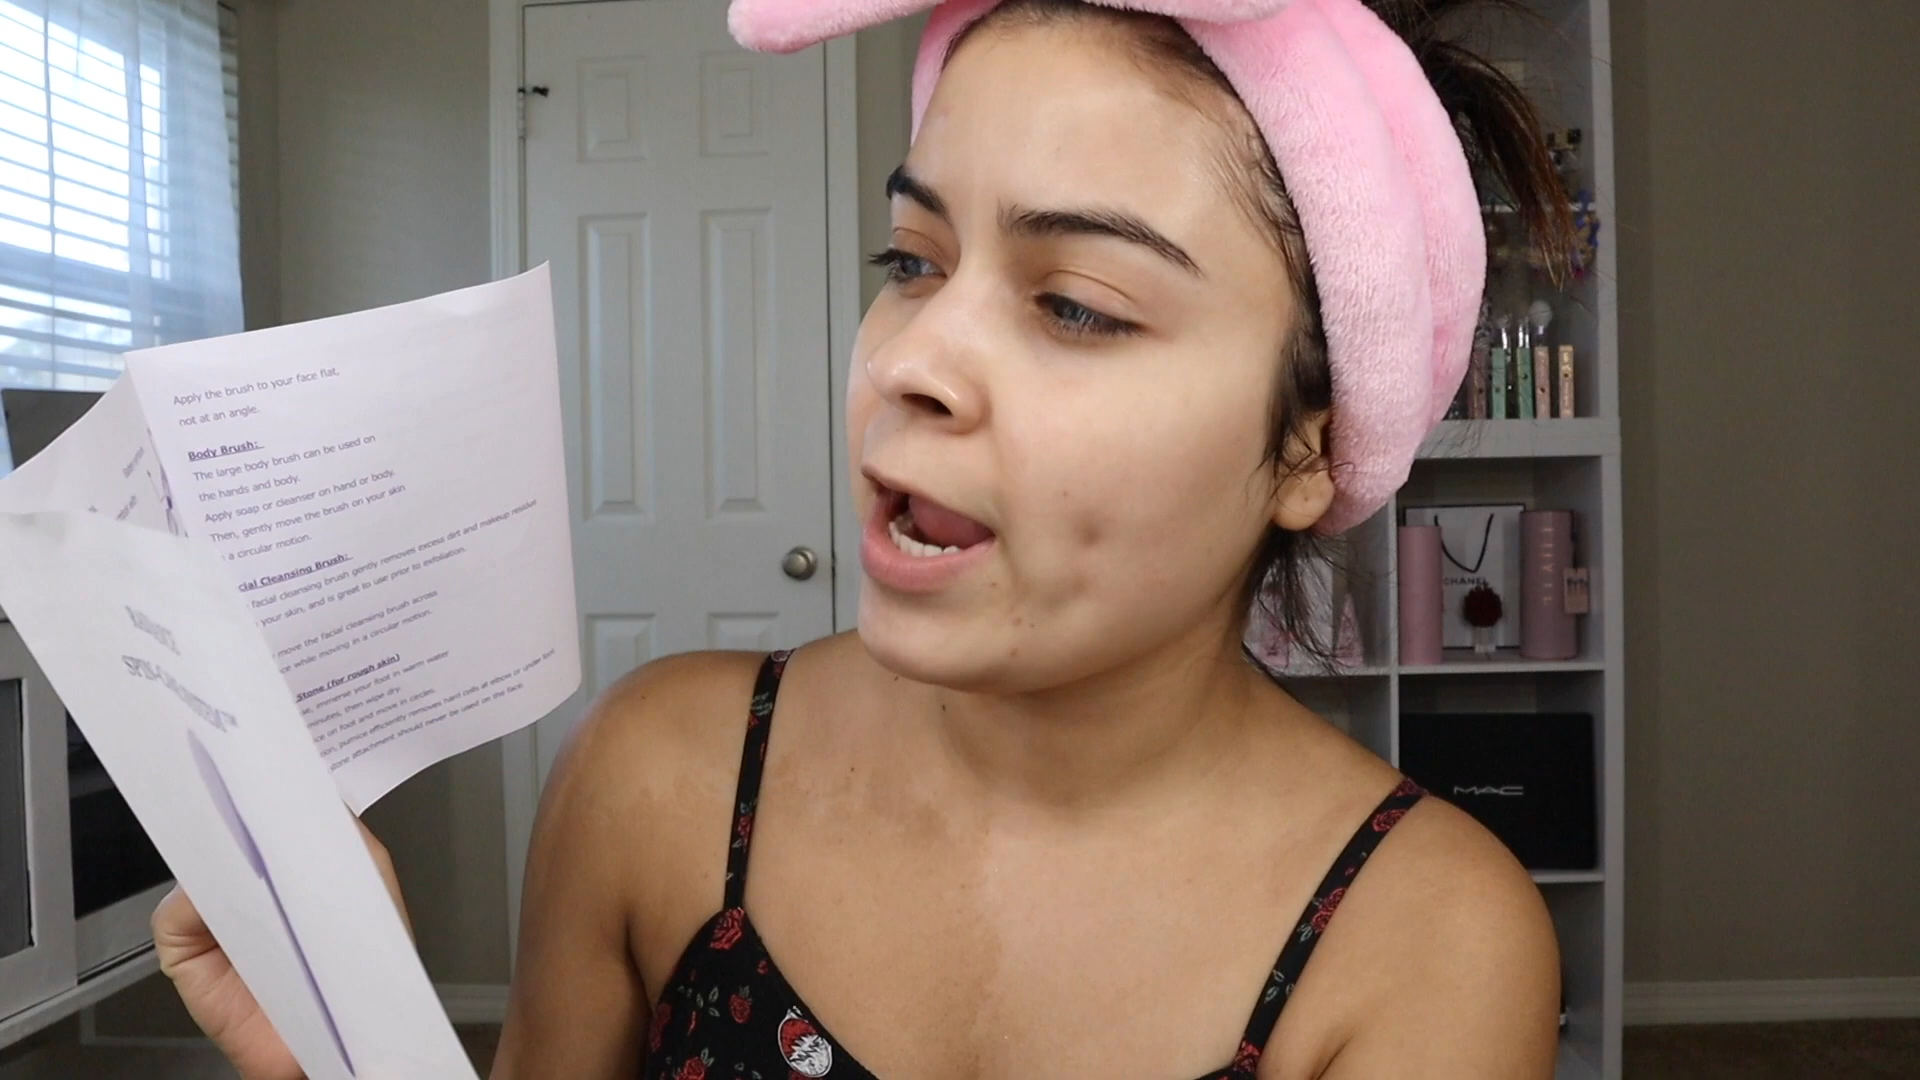 Apply the brush to your face flat,
not at an angle.
Body Brush:
The large body brush can be used on
the hands and body.
Apply soap or cleanser on hand or body.
Then, gently move the brush on your skin
a circular motion.
cial Cleansing Brush:
facial cleansing brush gently removes excess dirt and makeup residue
your skin, and is great to use prior to exfoliation.
move the facial cleansing brush across
ce while moving in a circular motion.
Stone (for rough skin)
se, immerse your foot in warm water
minutes, then wipe dry.
ice on foot and move in circles.
ion, pumice efficiently removes hard cells at elbow or under foot.
stone attachment should never be used on the face.
CHANEL
MAC